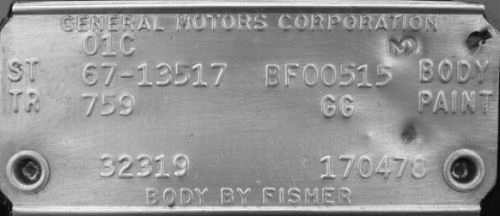 GENERAL MOTORS CORPORATION
01C
ST 67-13517 BF00515 BODY
TR 759 GG PAINT
32319 170478
BODY BY FISHER